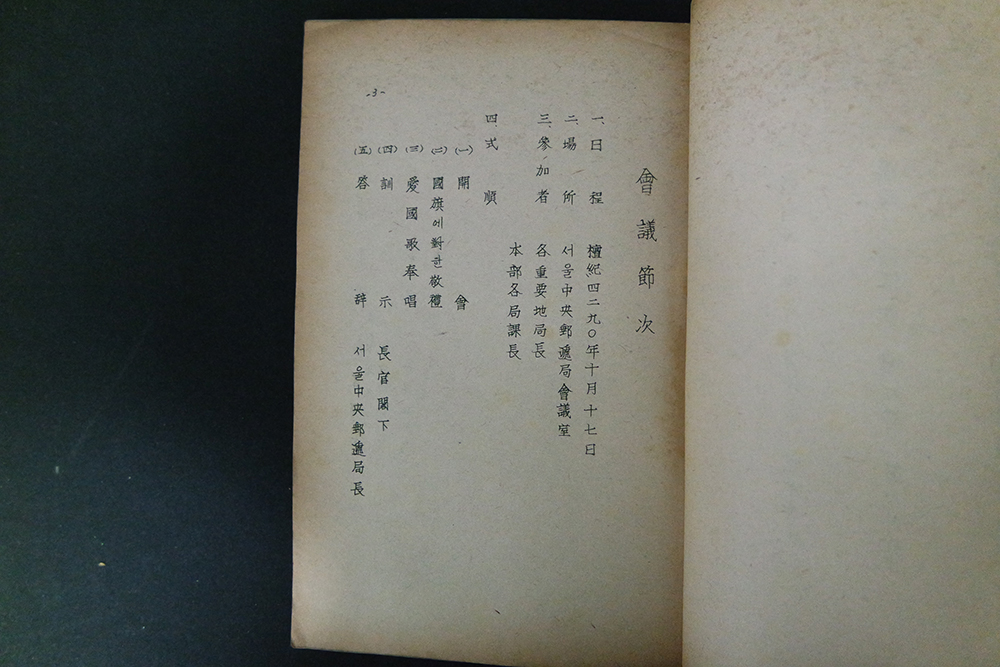 會議節次
一、日程 檀紀四二九〇年十月十七日
二、場所 서울中央郵遞局會議室
三、參加者 各重要地局長
本部各局課長
四、式順
(一) 開會
(二) 國旗에對한敬禮
(三) 愛國歌奉唱
(四) 訓示 長官閣下
(五) 答辞 서울中央郵遞局長
-3-